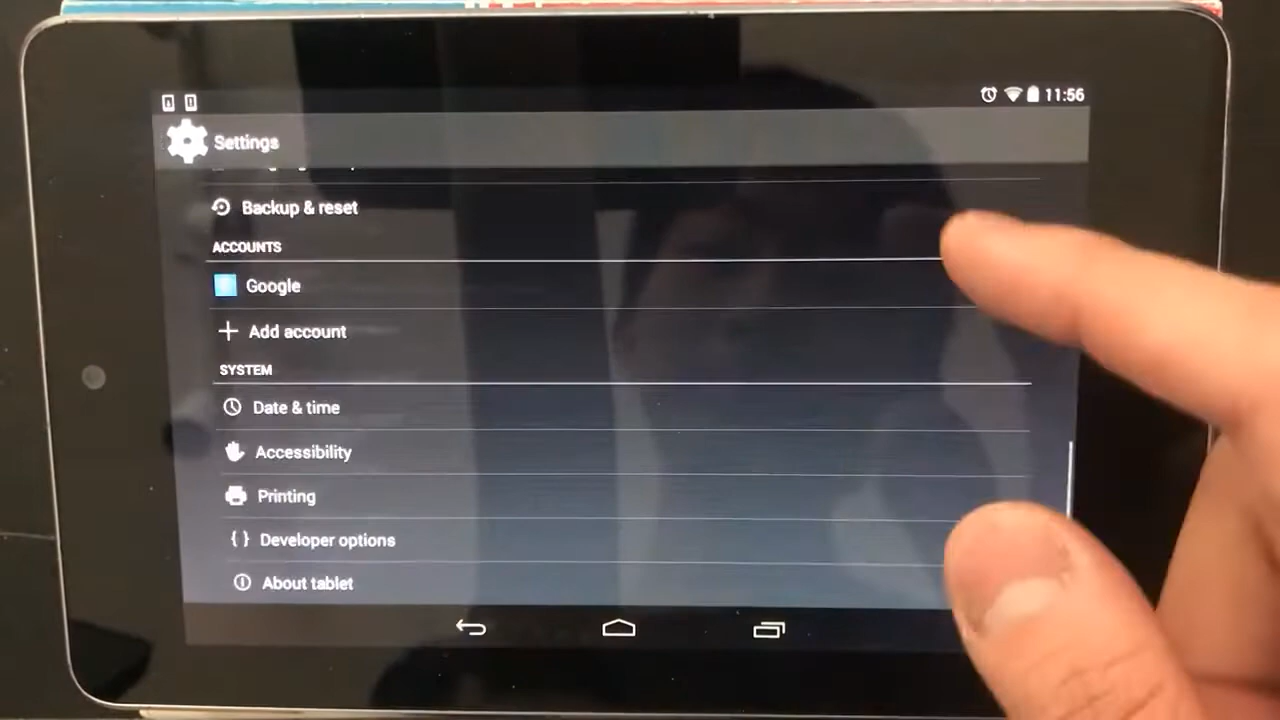 11:56
Settings
Backup & reset
ACCOUNTS
Google
Add account
SYSTEM
Date & time
Accessibility
Printing
{ } Developer options
About tablet